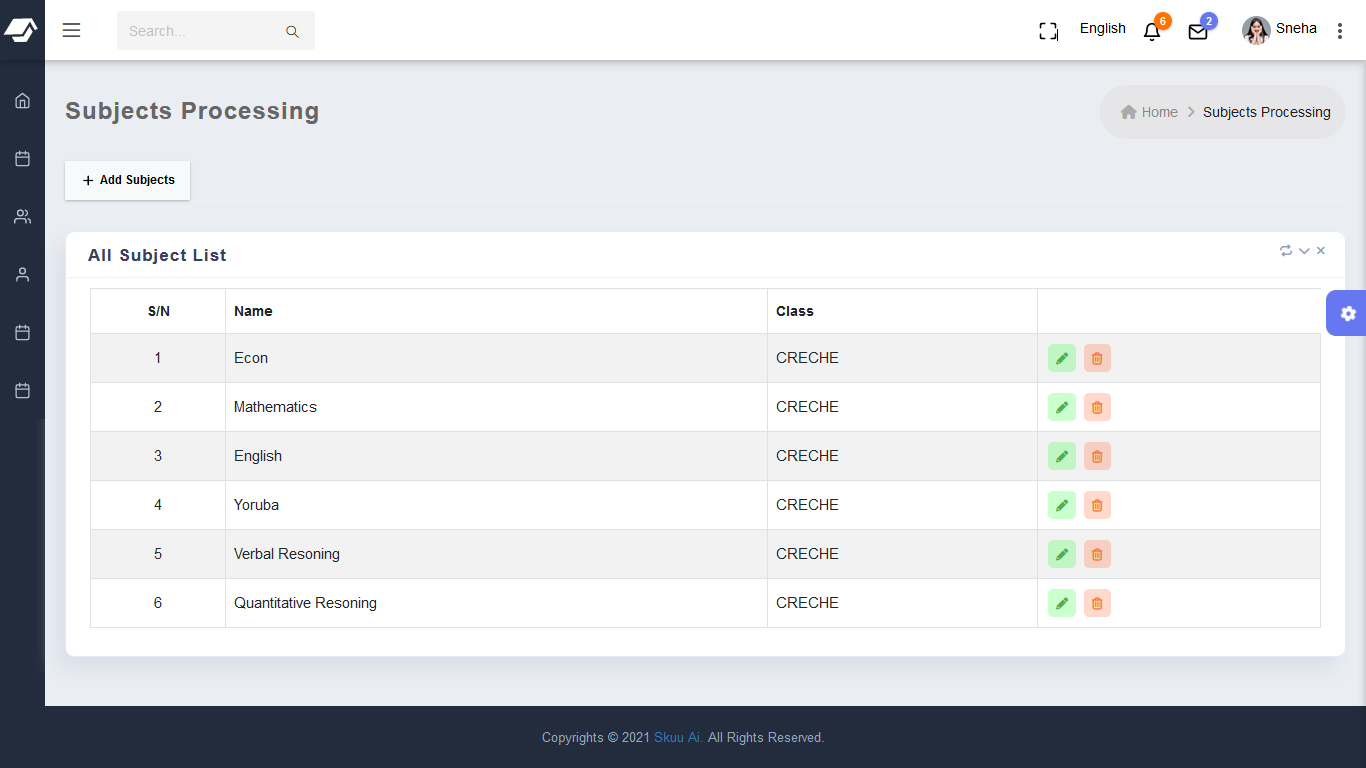 Search...
English
6
2
Sneha
Subjects Processing
Home > Subjects Processing
+ Add Subjects
All Subject List
S/N Name Class
1 Econ CRECHE
2 Mathematics CRECHE
3 English CRECHE
4 Yoruba CRECHE
5 Verbal Resoning CRECHE
6 Quantitative Resoning CRECHE
Copyrights © 2021 Skuu Ai. All Rights Reserved.